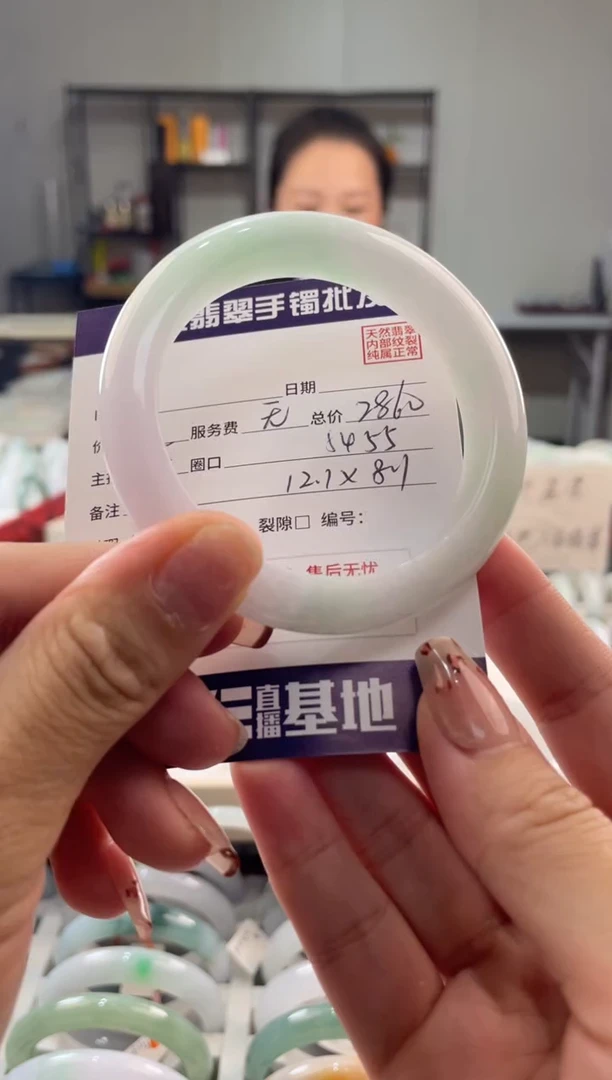 翡翠手镯批发
天然翡翠
内部纹裂
纯属正常
日期
服务费 无 总价 2860
圈口 5455
备注 12.1×8.1
裂隙□ 编号：
售后无忧
直播基地